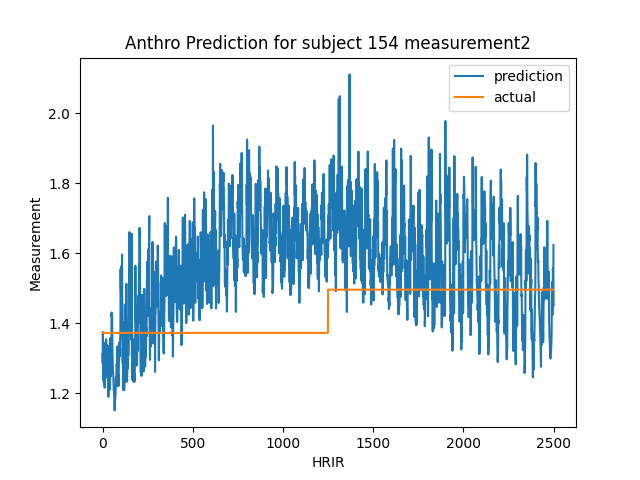 Anthro Prediction for subject 154 measurement2
prediction
actual
2.0
1.8
1.6
1.4
1.2
Measurement
0
500
1000
1500
2000
2500
HRIR